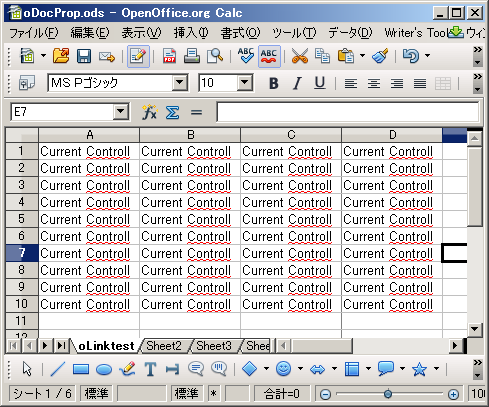 oDocProp.ods - OpenOffice.org Calc
ファイル(F) 編集(E) 表示(V) 挿入(I) 書式(O) ツール(T) データ(D) Writer's Tool ウィン
ABC ABC
MS Pゴシック 10 B I U
E7 fx Σ =
A B C D
1 Current Controll Current Controll Current Controll Current Controll
2 Current Controll Current Controll Current Controll Current Controll
3 Current Controll Current Controll Current Controll Current Controll
4 Current Controll Current Controll Current Controll Current Controll
5 Current Controll Current Controll Current Controll Current Controll
6 Current Controll Current Controll Current Controll Current Controll
7 Current Controll Current Controll Current Controll Current Controll
8 Current Controll Current Controll Current Controll Current Controll
9 Current Controll Current Controll Current Controll Current Controll
10 Current Controll Current Controll Current Controll Current Controll
11
12
oLinktest Sheet2 Sheet3 Shee
T
シート 1 / 6 標準 標準 * 合計=0 100